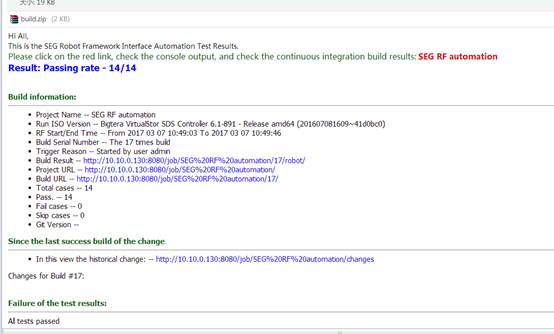 大小: 19 KB
build.zip (2 KB)
Hi All,
This is the SEG Robot Framework Interface Automation Test Results.
Please click on the red link, check the console output, and check the continuous integration build results: SEG RF automation
Result: Passing rate - 14/14
Build information:
Project Name -- SEG RF automation
Run ISO Version -- Bigtera VirtualStor SDS Controller 6.1-891 - Release amd64 (201607081609~41d0bc0)
RF Start/End Time -- From 2017 03 07 10:49:03 To 2017 03 07 10:49:46
Build Serial Number -- The 17 times build
Trigger Reason -- Started by user admin
Build Result -- http://10.10.0.130:8080/job/SEG%20RF%20automation/17/robot/
Project URL -- http://10.10.0.130:8080/job/SEG%20RF%20automation/
Build URL -- http://10.10.0.130:8080/job/SEG%20RF%20automation/17/
Total cases -- 14
Pass. -- 14
Fail cases -- 0
Skip cases -- 0
Git Version --
Since the last success build of the change
In this view the historical change: -- http://10.10.0.130:8080/job/SEG%20RF%20automation/changes
Changes for Build #17:
Failure of the test results:
All tests passed